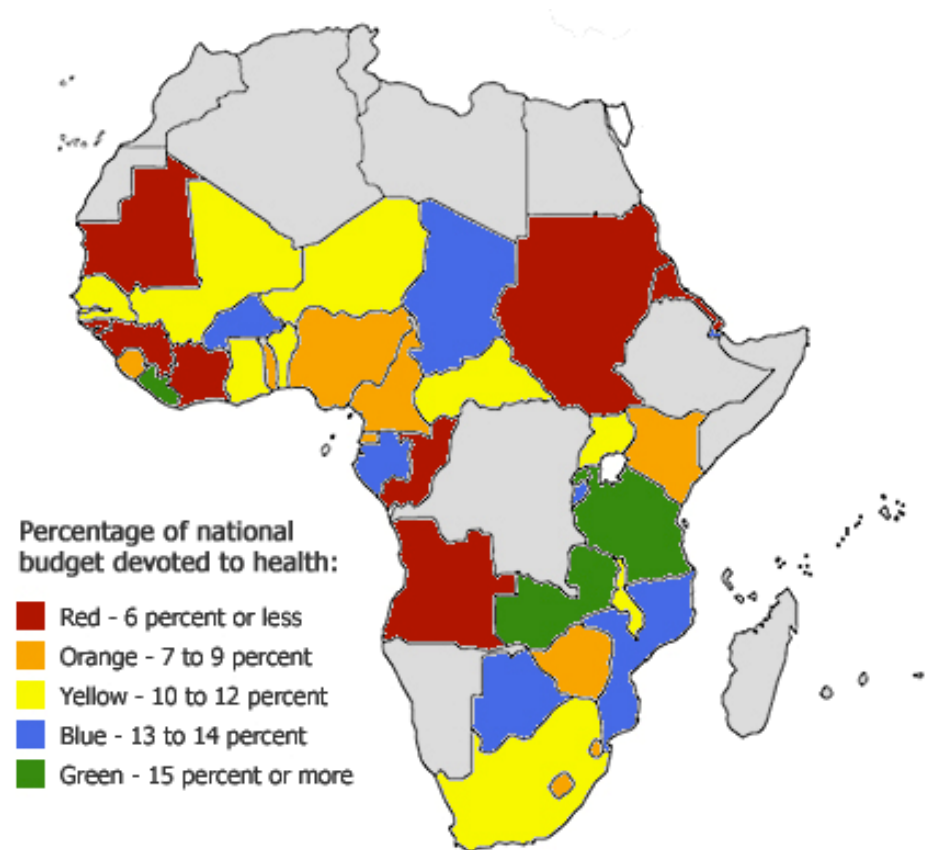 Percentage of national
budget devoted to health:
Red - 6 percent or less
Orange - 7 to 9 percent
Yellow - 10 to 12 percent
Blue - 13 to 14 percent
Green - 15 percent or more